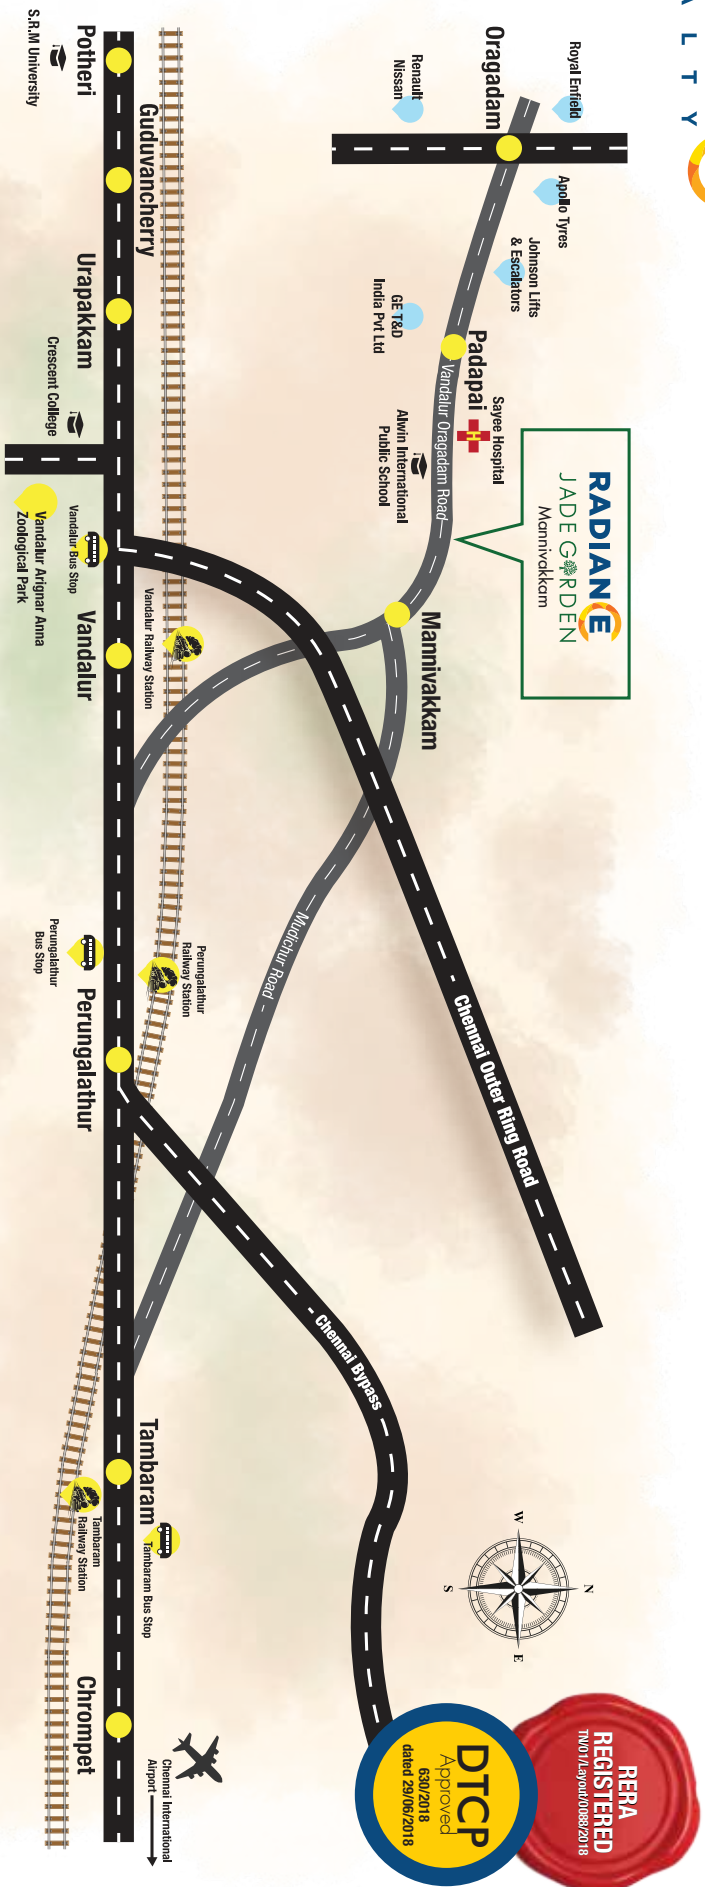 A L T Y
Royal Enfield
Renault
Nissan
Oragadam
Apollo Tyres
Johnson Lifts
& Escalators
GE T&D
India Pvt Ltd
Padapai
Sayee Hospital
H
Alwin International
Public School
Vandalur Oragadam Road
RADIANCE
JADE GARDEN
Mannivakkam
Mannivakkam
Potheri
S.R.M University
Guduvancherry
Urapakkam
Crescent College
Vandalur Bus Stop
Vandalur Arignar Anna
Zoological Park
Vandalur
Vandalur Railway Station
Mudichur Road
Chennai Outer Ring Road
Perungalathur
Railway Station
Perungalathur
Bus Stop
Perungalathur
Chennai Bypass
Tambaram
Tambaram Bus Stop
Tambaram
Railway Station
Chrompet
Chennai International
Airport
N
W
E
S
RERA
REGISTERED
TN/01/Layout/0088/2018
DTCP
Approved
630/2018
dated 29/06/2018